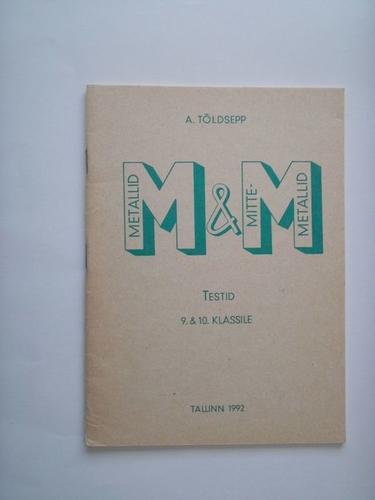 A. TÕLDSEPP
METALLID M & MITTE-METALLID M
TESTID
9. & 10. KLASSILE
TALLINN 1992